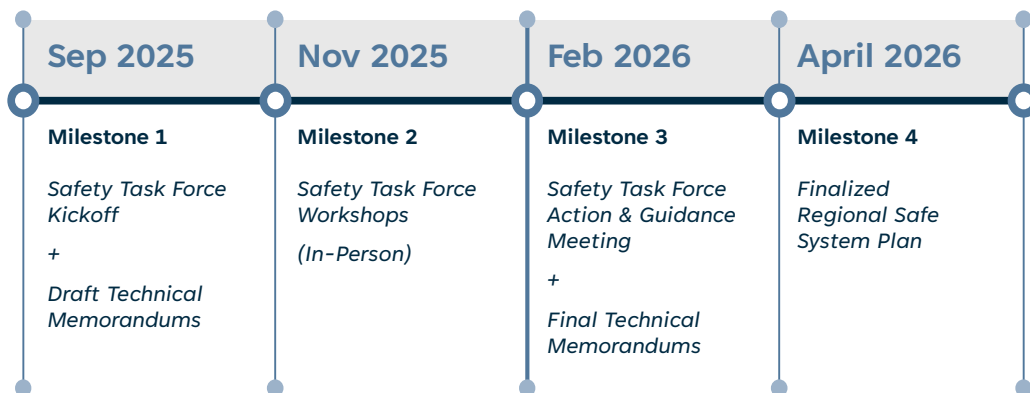 Sep 2025
Nov 2025
Feb 2026
April 2026
Milestone 1
Safety Task Force
Kickoff
+
Draft Technical
Memorandums
Milestone 2
Safety Task Force
Workshops
(In-Person)
Milestone 3
Safety Task Force
Action & Guidance
Meeting
+
Final Technical
Memorandums
Milestone 4
Finalized
Regional Safe
System Plan